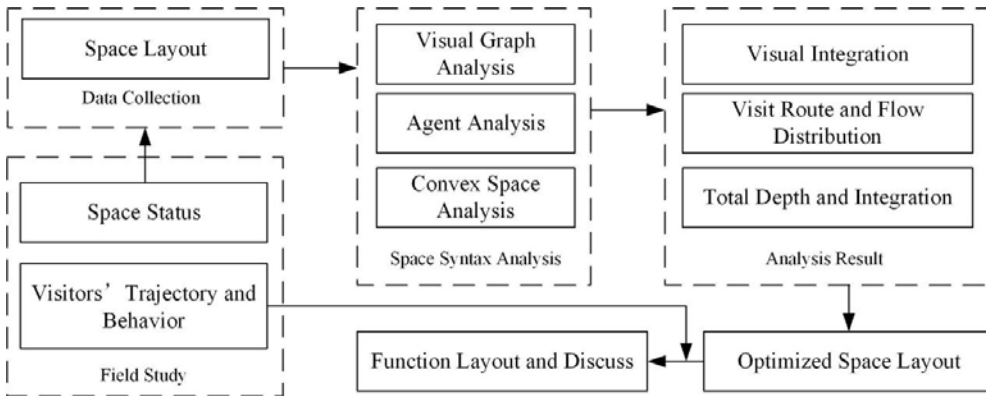 Space Layout
Data Collection
Space Status
Visitors’ Trajectory and
Behavior
Field Study
Visual Graph
Analysis
Agent Analysis
Convex Space
Analysis
Space Syntax Analysis
Visual Integration
Visit Route and Flow
Distribution
Total Depth and Integration
Analysis Result
Function Layout and Discuss
Optimized Space Layout